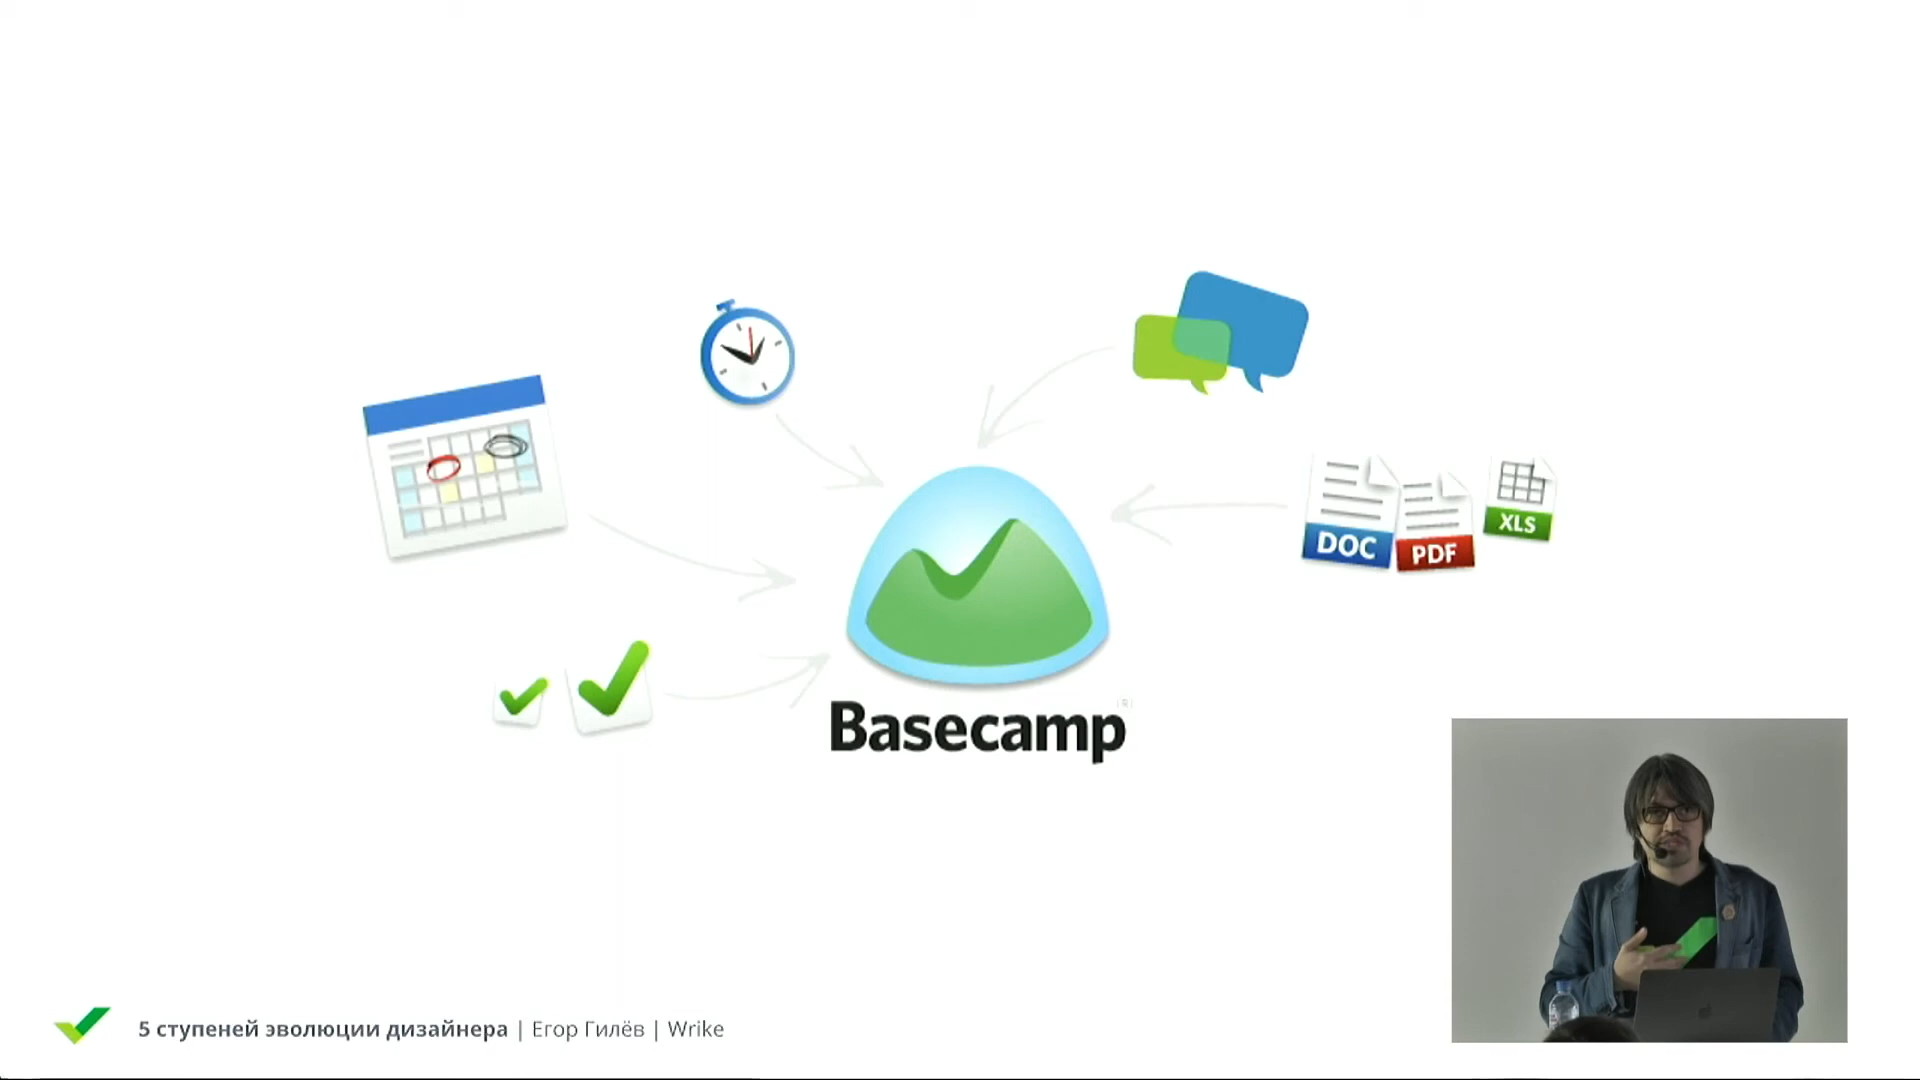 DOC
PDF
XLS
Basecamp
5 ступеней эволюции дизайнера | Егор Гилёв | Wrike